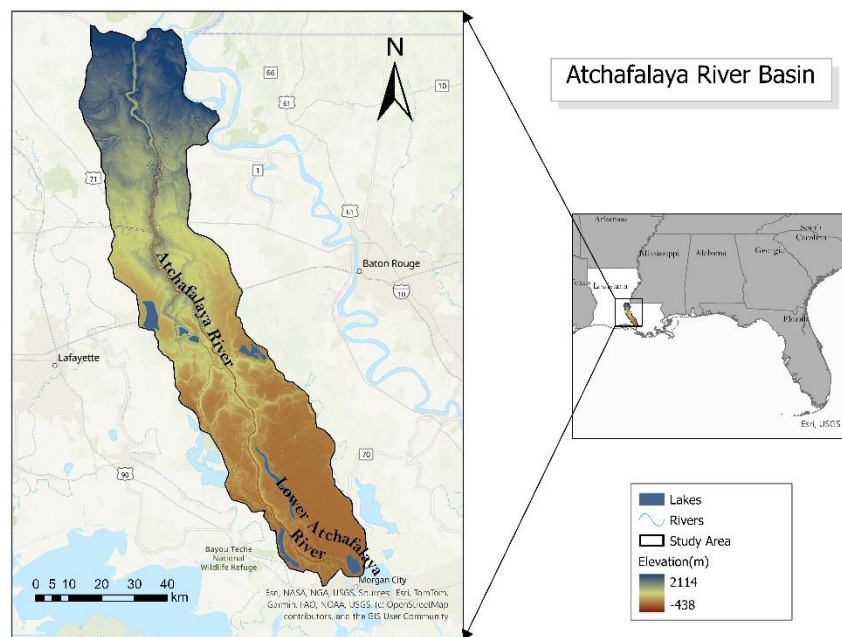 Atchafalaya River Basin
N
66
61
10
71
1
61
Atchafalaya River
Baton Rouge
10
Lafayette
70
90
Lower Atchafalaya
River
Bayou Teche
National
Wildlife Refuge
Morgan City
0 5 10 20 30 40
km
Esri, NASA, NGA, USGS, Sources: Esri, TomTom,
Garmin, FAO, NOAA, USGS, (c) OpenStreetMap
contributors, and the GIS User Community
Arkansas
South
Carolina
Mississippi
Alabama
Georgia
Texas
Louisiana
Florida
Esri, USGS
Lakes
Rivers
Study Area
Elevation(m)
2114
-438